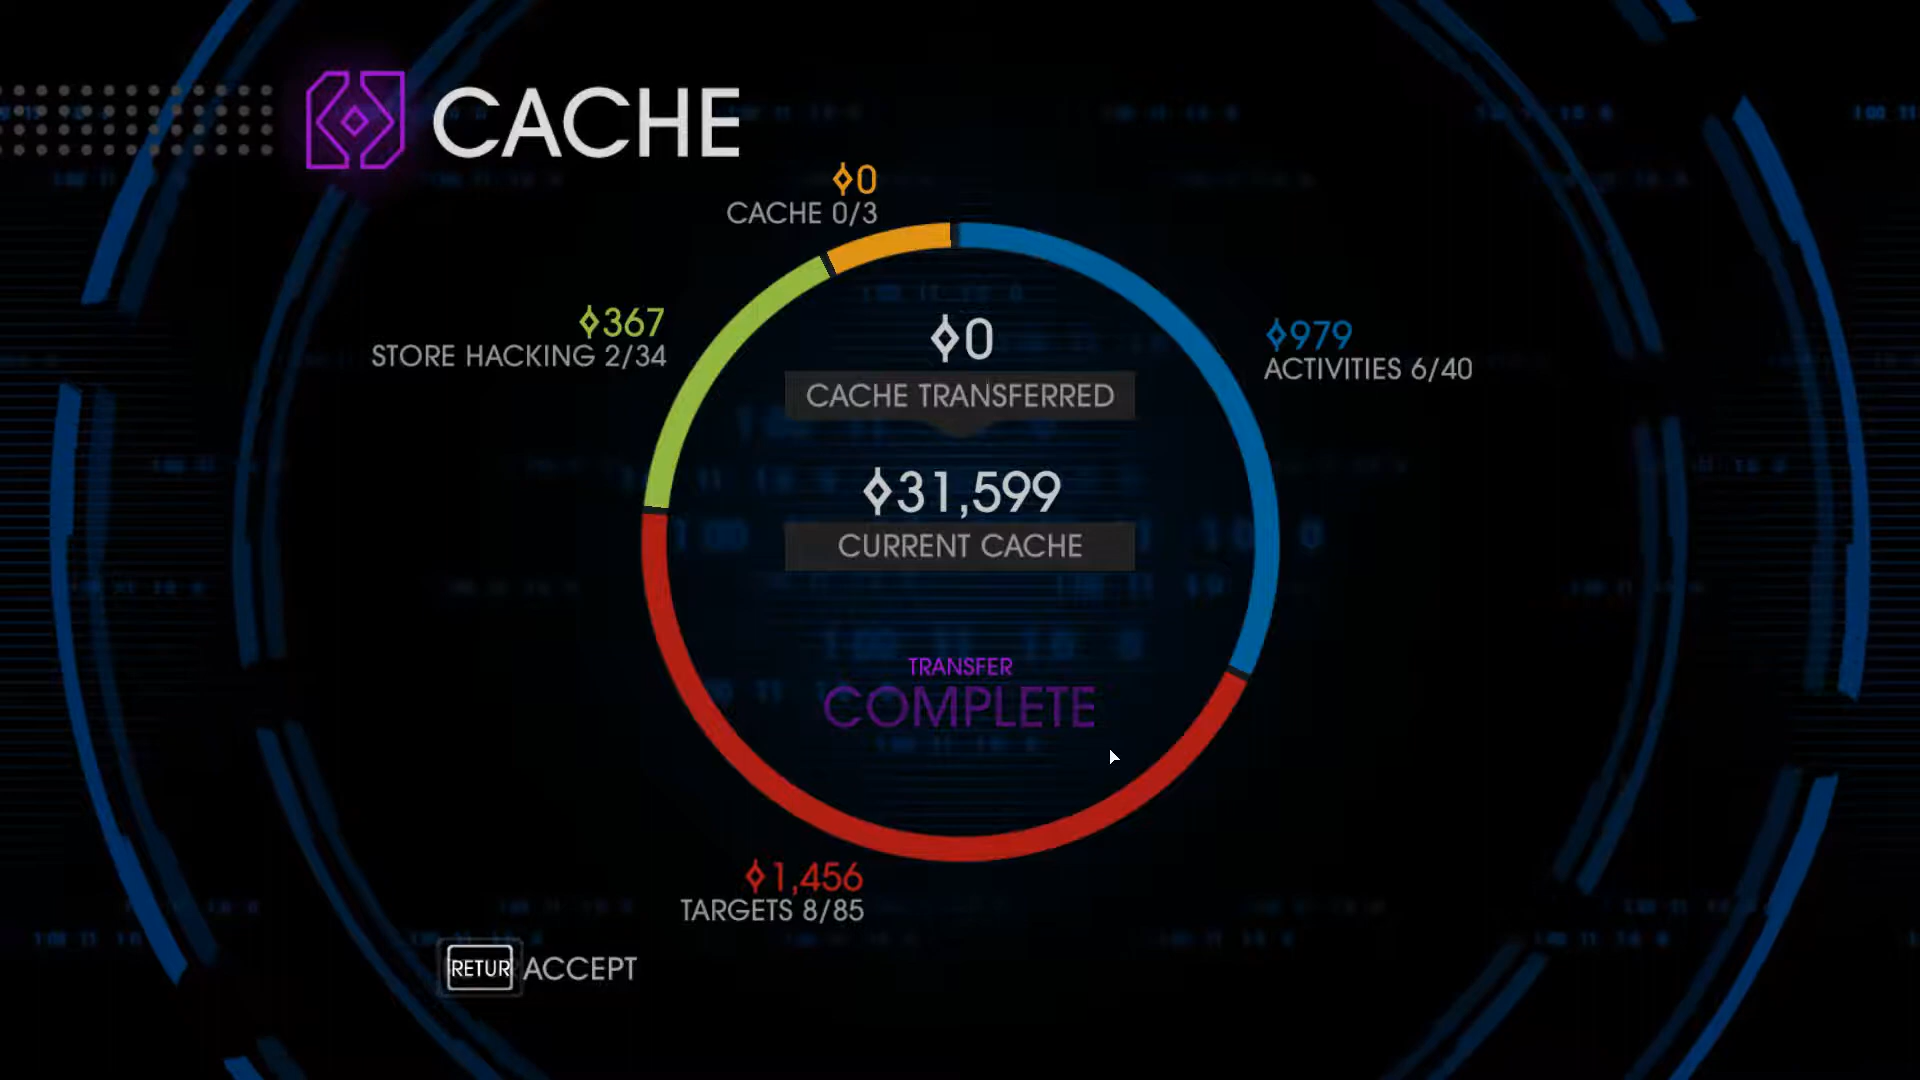 CACHE
0
CACHE 0/3
367
STORE HACKING 2/34
979
ACTIVITIES 6/40
0
CACHE TRANSFERRED
31,599
CURRENT CACHE
TRANSFER
COMPLETE
1,456
TARGETS 8/85
RETUR ACCEPT